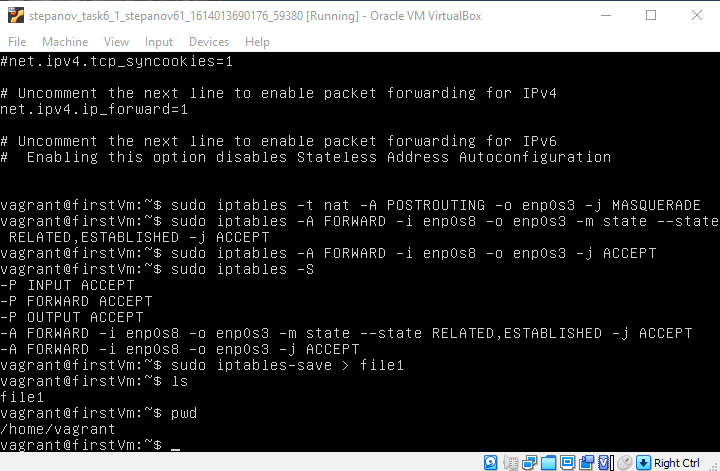 stepanov_task6_1_stepanov61_1614013690176_59380 [Running] - Oracle VM VirtualBox
File Machine View Input Devices Help
#net.ipv4.tcp_syncookies=1
# Uncomment the next line to enable packet forwarding for IPv4
net.ipv4.ip_forward=1
# Uncomment the next line to enable packet forwarding for IPv6
#  Enabling this option disables Stateless Address Autoconfiguration
vagrant@firstVm:~$ sudo iptables -t nat -A POSTROUTING -o enp0s3 -j MASQUERADE
vagrant@firstVm:~$ sudo iptables -A FORWARD -i enp0s8 -o enp0s3 -m state --state
 RELATED,ESTABLISHED -j ACCEPT
vagrant@firstVm:~$ sudo iptables -A FORWARD -i enp0s8 -o enp0s3 -j ACCEPT
vagrant@firstVm:~$ sudo iptables -S
-P INPUT ACCEPT
-P FORWARD ACCEPT
-P OUTPUT ACCEPT
-A FORWARD -i enp0s8 -o enp0s3 -m state --state RELATED,ESTABLISHED -j ACCEPT
-A FORWARD -i enp0s8 -o enp0s3 -j ACCEPT
vagrant@firstVm:~$ sudo iptables-save > file1
vagrant@firstVm:~$ ls
file1
vagrant@firstVm:~$ pwd
/home/vagrant
vagrant@firstVm:~$ _
Right Ctrl